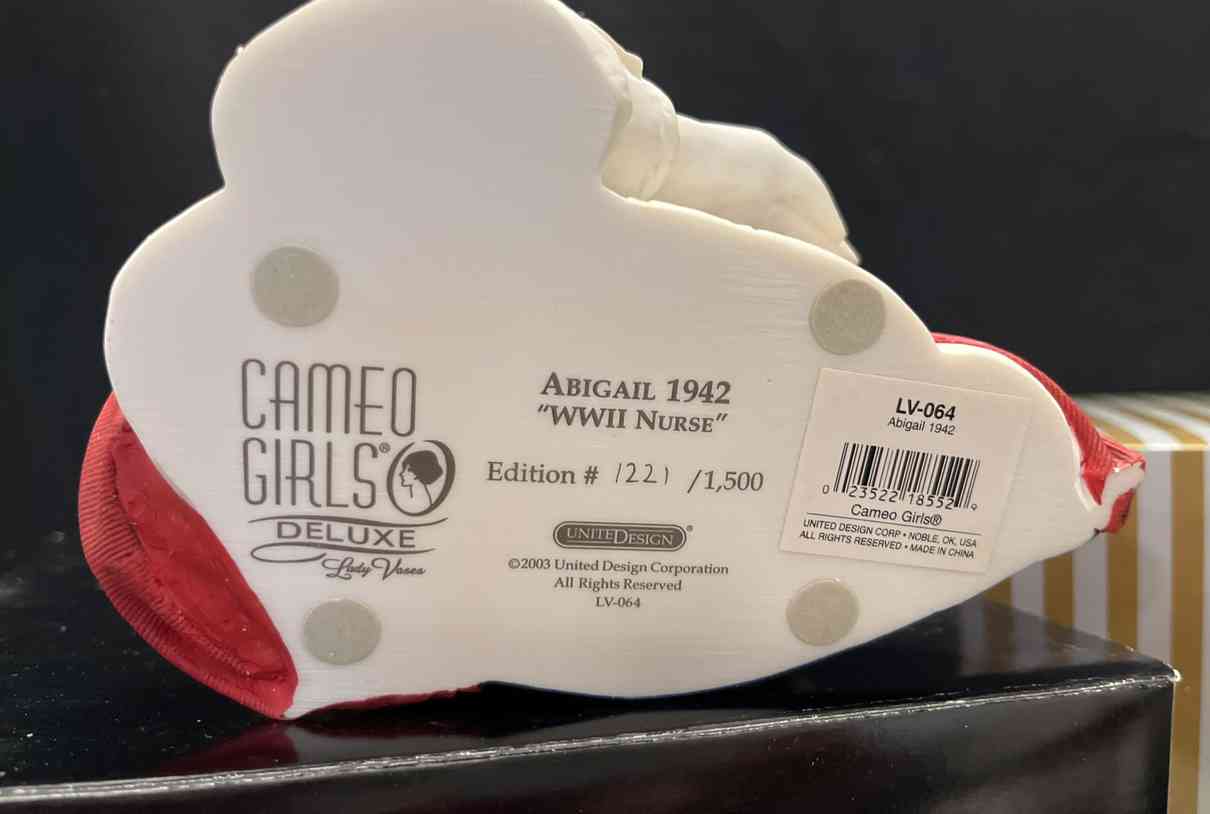 CAMEO
GIRLS®
DELUXE
Lady Vases
ABIGAIL 1942
“WWII NURSE”
Edition # 1221 /1,500
UNITEDESIGN®
©2003 United Design Corporation
All Rights Reserved
LV-064
LV-064
Abigail 1942
0 23522 18552 9
Cameo Girls®
UNITED DESIGN CORP • NOBLE, OK, USA
ALL RIGHTS RESERVED • MADE IN CHINA